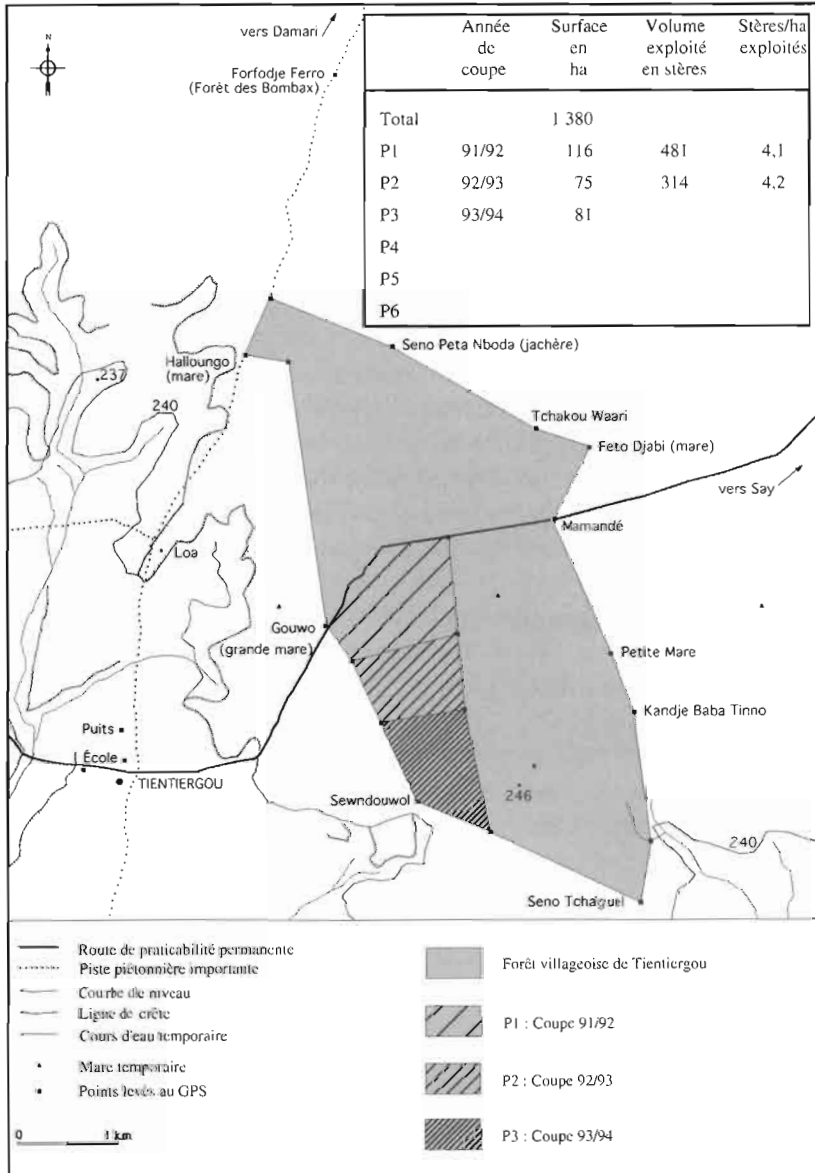 vers Damari
N
Forfodje Ferro
(Forêt des Bombax)
Année de coupe Surface en ha Volume exploité en stères Stères/ha exploités
Total 1 380
P1 91/92 116 481 4,1
P2 92/93 75 314 4,2
P3 93/94 81
P4
P5
P6
Seno Peta Nboda (jachère)
Halloungo
(mare)
237
240
Tchakou Waari
Feto Djabi (mare)
vers Say
Mamandé
Loa
Gouwo
(grande mare)
Petite Mare
Kandje Baba Tinno
Puits
École
TIENTIERGOU
Sewndouwol
246
240
Seno Tchaiguel
Route de praticabilité permanente
Piste piétonnière importante
Courbe de niveau
Ligne de crête
Cours d'eau temporaire
Mare temporaire
Points levés au GPS
0 1 km
Forêt villageoise de Tientiergou
P1 : Coupe 91/92
P2 : Coupe 92/93
P3 : Coupe 93/94